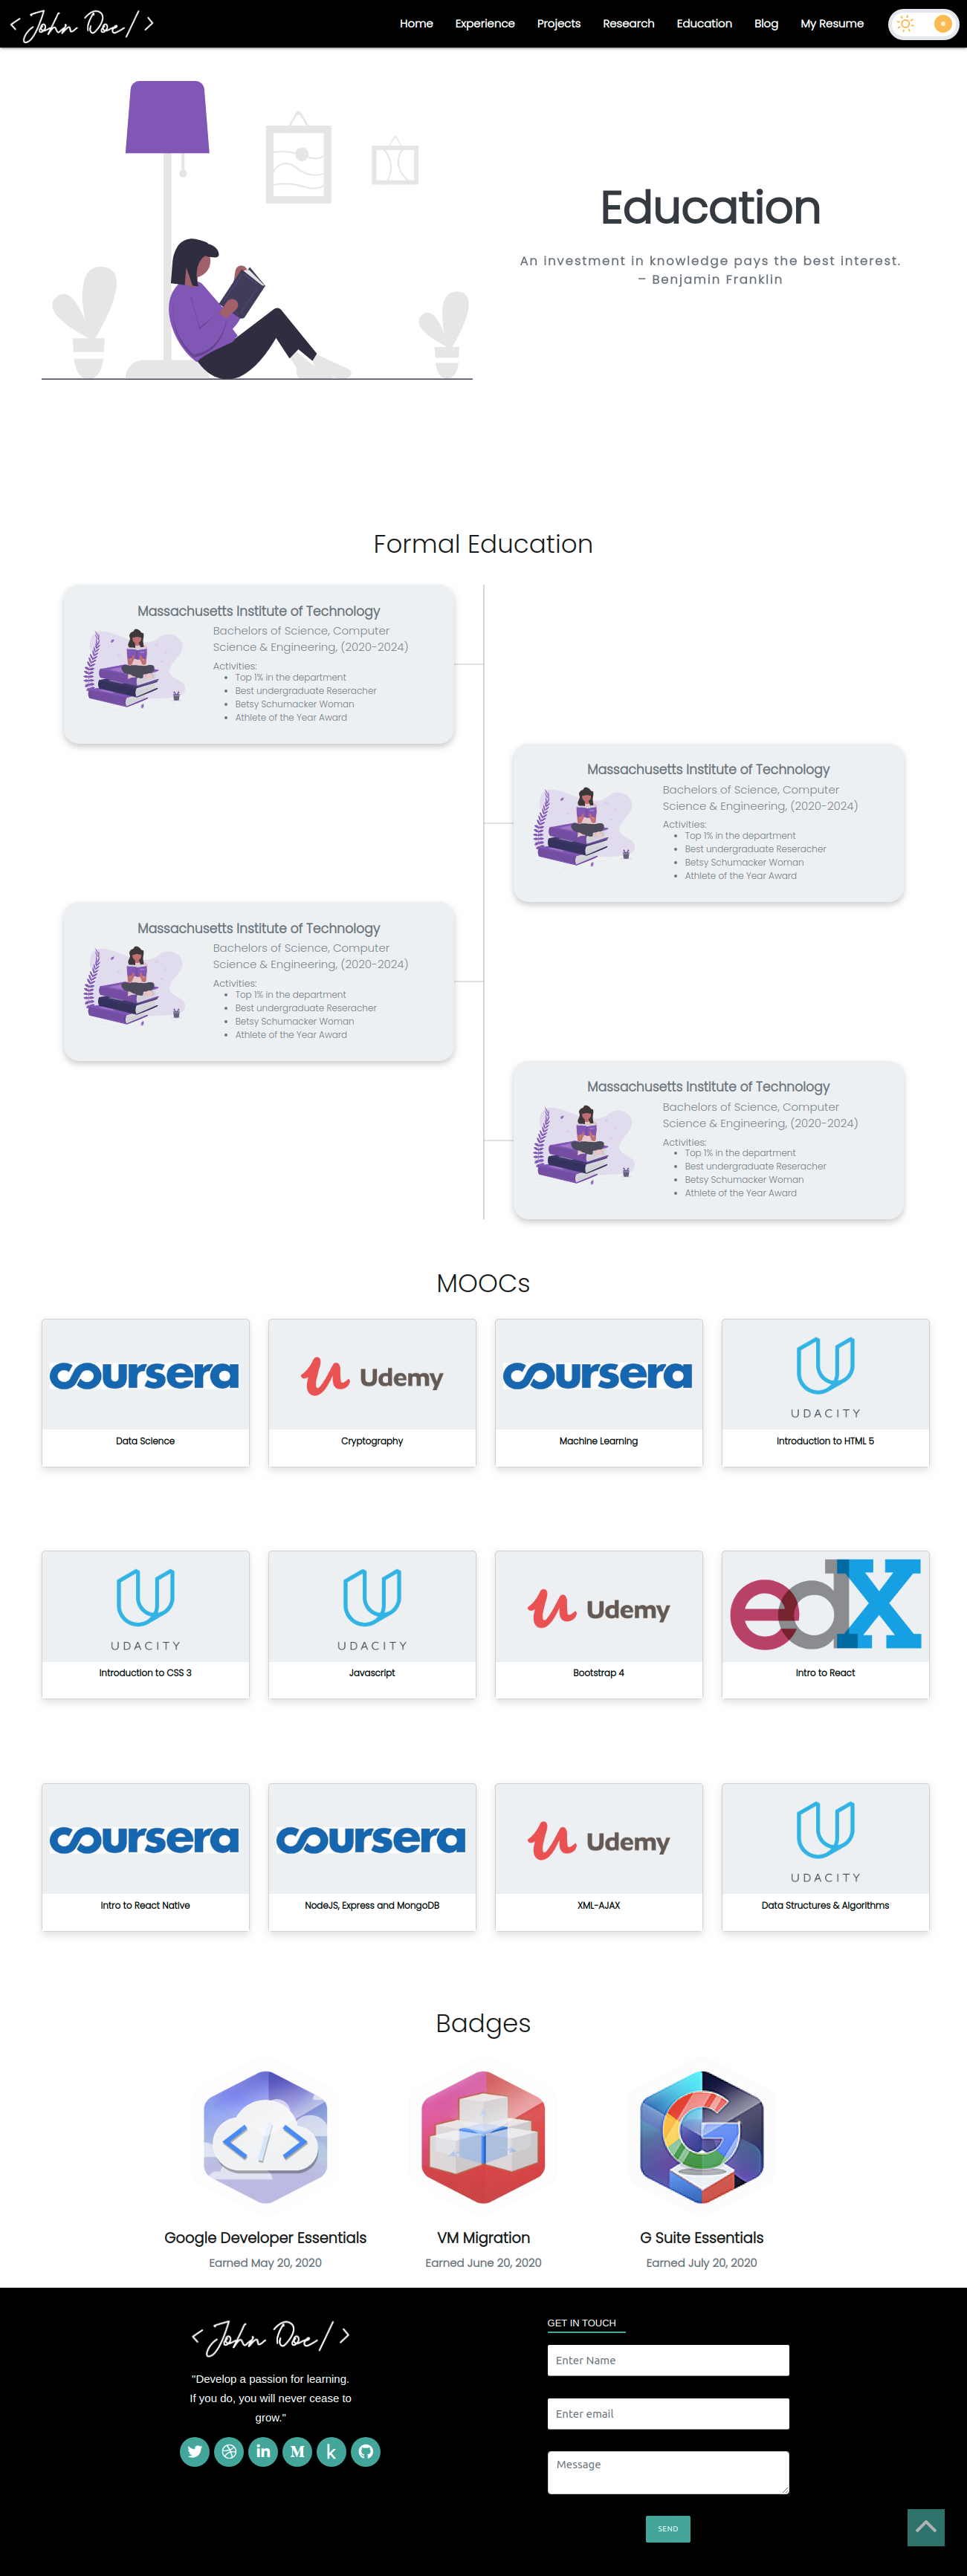 < John Doe / >
Home Experience Projects Research Education Blog My Resume
Education
An investment in knowledge pays the best interest.
– Benjamin Franklin
Formal Education
Massachusetts Institute of Technology
Bachelors of Science, Computer
Science & Engineering, (2020-2024)
Activities:
• Top 1% in the department
• Best undergraduate Reseracher
• Betsy Schumacker Woman
• Athlete of the Year Award
Massachusetts Institute of Technology
Bachelors of Science, Computer
Science & Engineering, (2020-2024)
Activities:
• Top 1% in the department
• Best undergraduate Reseracher
• Betsy Schumacker Woman
• Athlete of the Year Award
Massachusetts Institute of Technology
Bachelors of Science, Computer
Science & Engineering, (2020-2024)
Activities:
• Top 1% in the department
• Best undergraduate Reseracher
• Betsy Schumacker Woman
• Athlete of the Year Award
Massachusetts Institute of Technology
Bachelors of Science, Computer
Science & Engineering, (2020-2024)
Activities:
• Top 1% in the department
• Best undergraduate Reseracher
• Betsy Schumacker Woman
• Athlete of the Year Award
MOOCs
coursera Udemy coursera UDACITY
Data Science Cryptography Machine Learning Introduction to HTML 5
UDACITY UDACITY Udemy edX
Introduction to CSS 3 Javascript Bootstrap 4 Intro to React
coursera coursera Udemy UDACITY
Intro to React Native NodeJS, Express and MongoDB XML-AJAX Data Structures & Algorithms
Badges
< / > G
Google Developer Essentials VM Migration G Suite Essentials
Earned May 20, 2020 Earned June 20, 2020 Earned July 20, 2020
< John Doe / >
"Develop a passion for learning.
If you do, you will never cease to
grow."
GET IN TOUCH
Enter Name
Enter email
Message
SEND